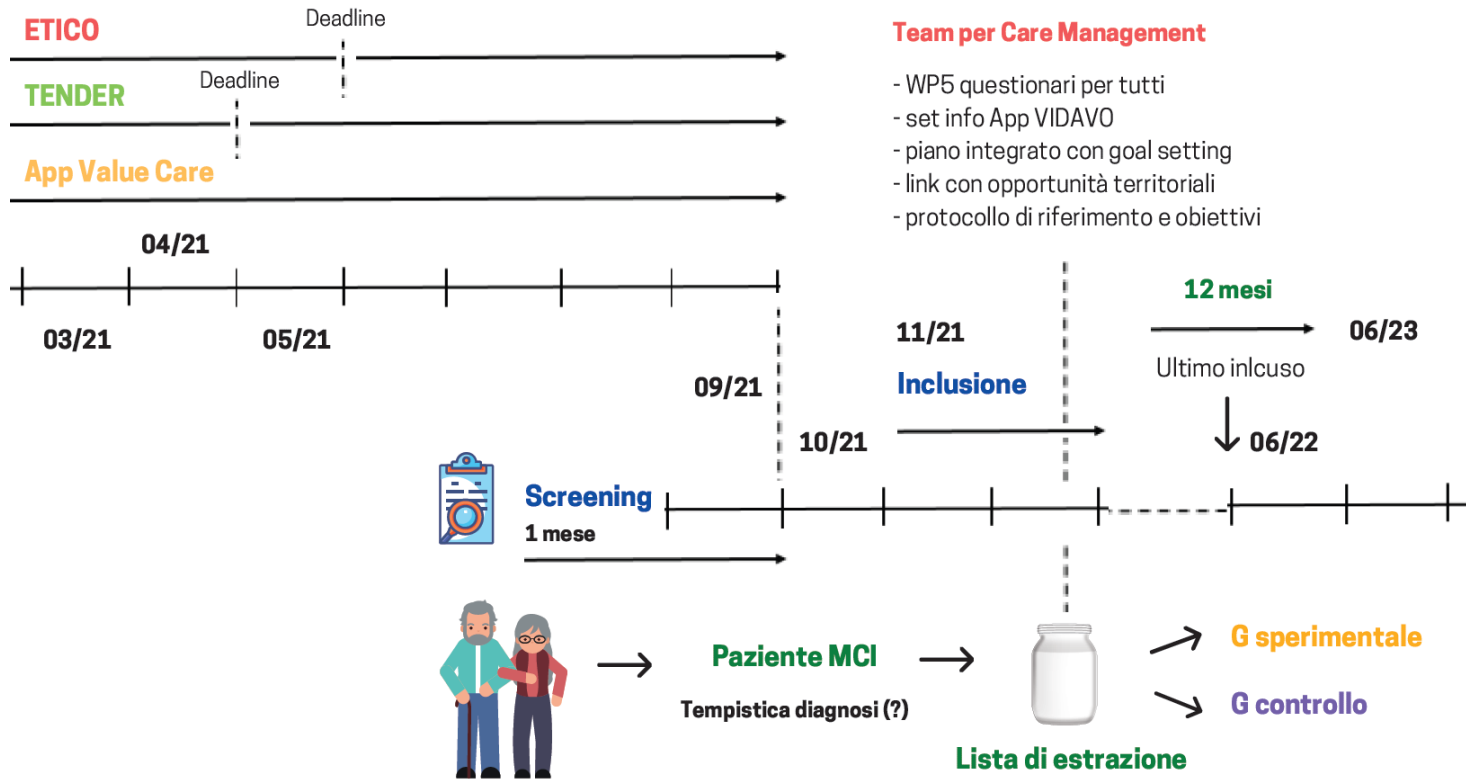 ETICO
Deadline
TENDER
Deadline
App Value Care
04/21
03/21
05/21
09/21
Team per Care Management
- WP5 questionari per tutti
- set info App VIDAVO
- piano integrato con goal setting
- link con opportunità territoriali
- protocollo di riferimento e obiettivi
12 mesi
11/21
06/23
Inclusione
Ultimo inlcuso
10/21
06/22
Screening
1 mese
Paziente MCI
Tempistica diagnosi (?)
Lista di estrazione
G sperimentale
G controllo